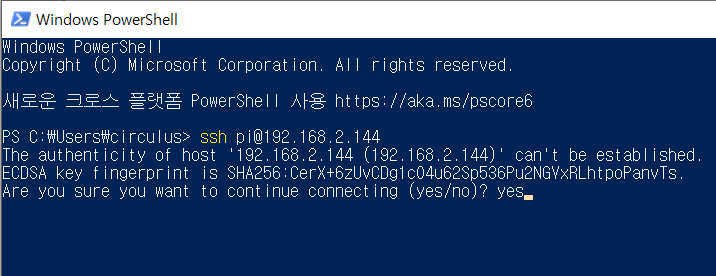 Windows PowerShell
Windows PowerShell
Copyright (C) Microsoft Corporation. All rights reserved.
새로운 크로스 플랫폼 PowerShell 사용 https://aka.ms/pscore6
PS C:₩Users₩circulus> ssh pi@192.168.2.144
The authenticity of host '192.168.2.144 (192.168.2.144)' can't be established.
ECDSA key fingerprint is SHA256:CerX+6zUvCDg1cO4u62Sp536Pu2NGVxRLhtpoPanvTs.
Are you sure you want to continue connecting (yes/no)? yes